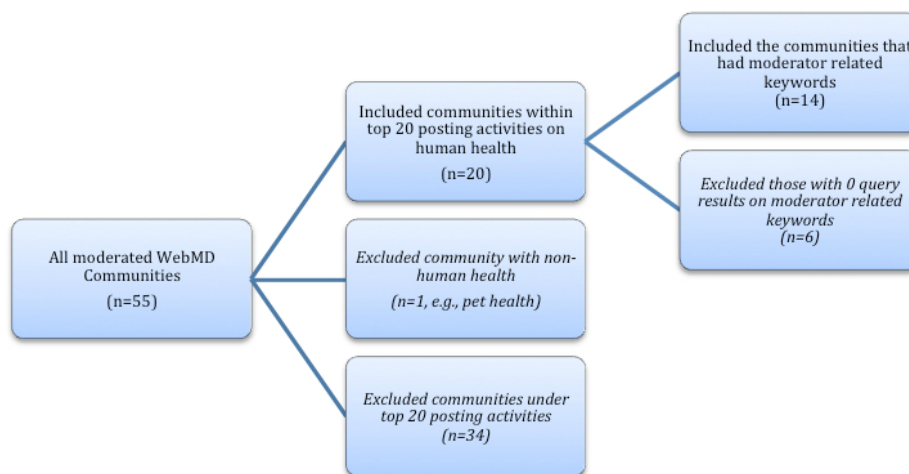 All moderated WebMD
Communities
(n=55)
Included communities within
top 20 posting activities on
human health
(n=20)
Excluded community with non-
human health
(n=1, e.g., pet health)
Excluded communities under
top 20 posting activities
(n=34)
Included the communities that
had moderator related
keywords
(n=14)
Excluded those with 0 query
results on moderator related
keywords
(n=6)